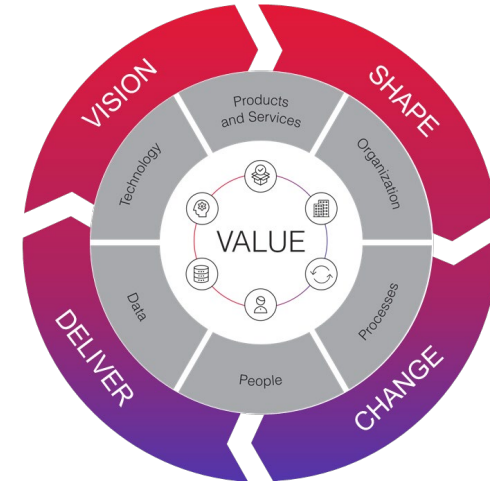 VISION
SHAPE
Products
and Services
Technology
Organization
VALUE
Data
Processes
People
DELIVER
CHANGE